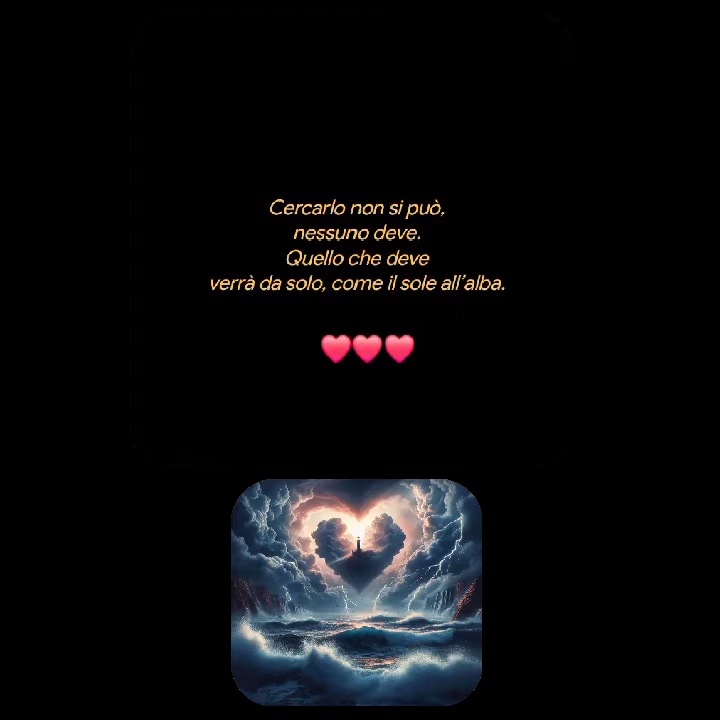 Cercarlo non si può,
nessuno deve.
Quello che deve
verrà da solo, come il sole all'alba.